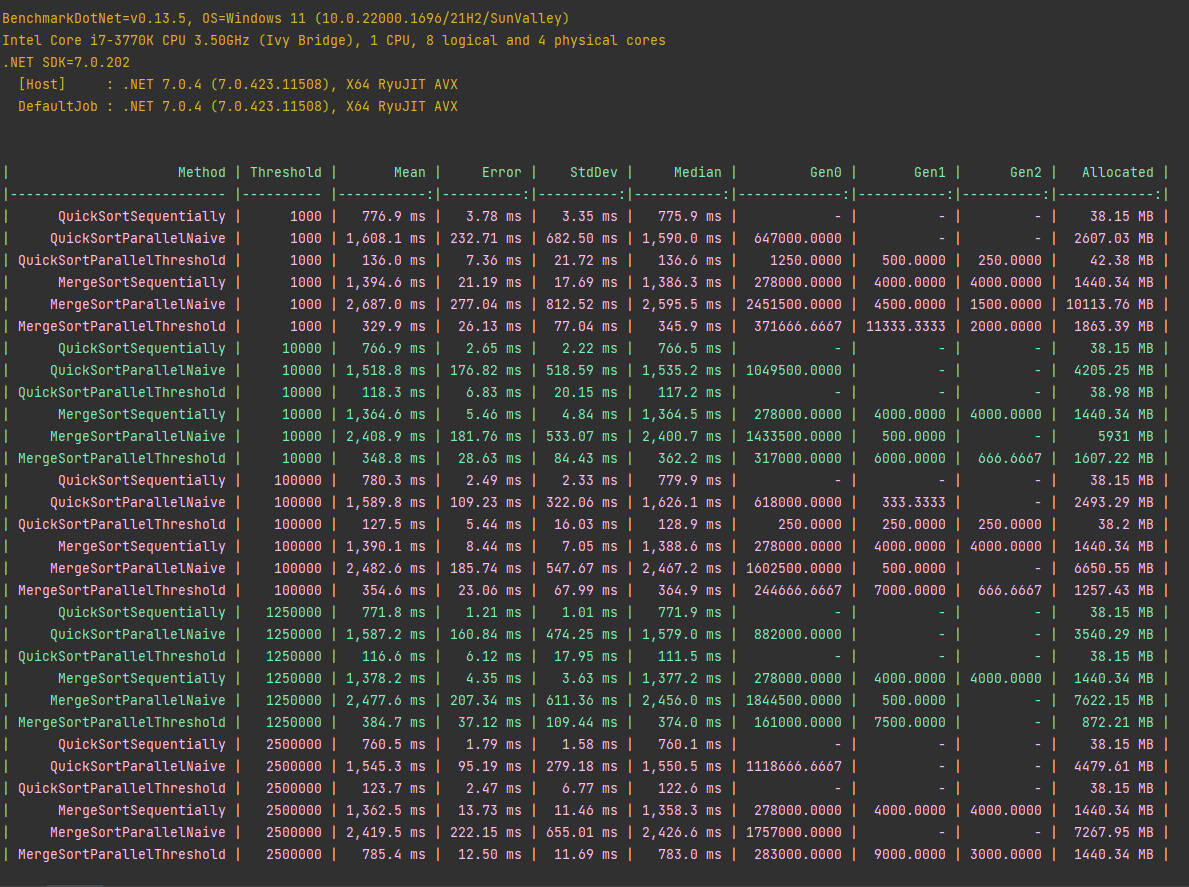 BenchmarkDotNet=v0.13.5, OS=Windows 11 (10.0.22000.1696/21H2/SunValley)
Intel Core i7-3770K CPU 3.50GHz (Ivy Bridge), 1 CPU, 8 logical and 4 physical cores
.NET SDK=7.0.202
  [Host]     : .NET 7.0.4 (7.0.423.11508), X64 RyuJIT AVX
  DefaultJob : .NET 7.0.4 (7.0.423.11508), X64 RyuJIT AVX
|                     Method | Threshold |       Mean |     Error |    StdDev |     Median |         Gen0 |       Gen1 |      Gen2 |   Allocated |
|--------------------------- |---------- |-----------:|----------:|----------:|-----------:|-------------:|-----------:|----------:|------------:|
|      QuickSortSequentially |      1000 |   776.9 ms |   3.78 ms |   3.35 ms |   775.9 ms |            - |          - |         - |    38.15 MB |
|     QuickSortParallelNaive |      1000 | 1,608.1 ms | 232.71 ms | 682.50 ms | 1,590.0 ms |  647000.0000 |          - |         - |  2607.03 MB |
| QuickSortParallelThreshold |      1000 |   136.0 ms |   7.36 ms |  21.72 ms |   136.6 ms |    1250.0000 |   500.0000 |  250.0000 |    42.38 MB |
|      MergeSortSequentially |      1000 | 1,394.6 ms |  21.19 ms |  17.69 ms | 1,386.3 ms |  278000.0000 |  4000.0000 | 4000.0000 |  1440.34 MB |
|     MergeSortParallelNaive |      1000 | 2,687.0 ms | 277.04 ms | 812.52 ms | 2,595.5 ms | 2451500.0000 |  4500.0000 | 1500.0000 | 10113.76 MB |
| MergeSortParallelThreshold |      1000 |   329.9 ms |  26.13 ms |  77.04 ms |   345.9 ms |  371666.6667 | 11333.3333 | 2000.0000 |  1863.39 MB |
|      QuickSortSequentially |     10000 |   766.9 ms |   2.65 ms |   2.22 ms |   766.5 ms |            - |          - |         - |    38.15 MB |
|     QuickSortParallelNaive |     10000 | 1,518.8 ms | 176.82 ms | 518.59 ms | 1,535.2 ms | 1049500.0000 |          - |         - |  4205.25 MB |
| QuickSortParallelThreshold |     10000 |   118.3 ms |   6.83 ms |  20.15 ms |   117.2 ms |            - |          - |         - |    38.98 MB |
|      MergeSortSequentially |     10000 | 1,364.6 ms |   5.46 ms |   4.84 ms | 1,364.5 ms |  278000.0000 |  4000.0000 | 4000.0000 |  1440.34 MB |
|     MergeSortParallelNaive |     10000 | 2,408.9 ms | 181.76 ms | 533.07 ms | 2,400.7 ms | 1433500.0000 |   500.0000 |         - |     5931 MB |
| MergeSortParallelThreshold |     10000 |   348.8 ms |  28.63 ms |  84.43 ms |   362.2 ms |  317000.0000 |  6000.0000 |  666.6667 |  1607.22 MB |
|      QuickSortSequentially |    100000 |   780.3 ms |   2.49 ms |   2.33 ms |   779.9 ms |            - |          - |         - |    38.15 MB |
|     QuickSortParallelNaive |    100000 | 1,589.8 ms | 109.23 ms | 322.06 ms | 1,626.1 ms |  618000.0000 |   333.3333 |         - |  2493.29 MB |
| QuickSortParallelThreshold |    100000 |   127.5 ms |   5.44 ms |  16.03 ms |   128.9 ms |     250.0000 |   250.0000 |  250.0000 |     38.2 MB |
|      MergeSortSequentially |    100000 | 1,390.1 ms |   8.44 ms |   7.05 ms | 1,388.6 ms |  278000.0000 |  4000.0000 | 4000.0000 |  1440.34 MB |
|     MergeSortParallelNaive |    100000 | 2,482.6 ms | 185.74 ms | 547.67 ms | 2,467.2 ms | 1602500.0000 |   500.0000 |         - |  6650.55 MB |
| MergeSortParallelThreshold |    100000 |   354.6 ms |  23.06 ms |  67.99 ms |   364.9 ms |  244666.6667 |  7000.0000 |  666.6667 |  1257.43 MB |
|      QuickSortSequentially |   1250000 |   771.8 ms |   1.21 ms |   1.01 ms |   771.9 ms |            - |          - |         - |    38.15 MB |
|     QuickSortParallelNaive |   1250000 | 1,587.2 ms | 160.84 ms | 474.25 ms | 1,579.0 ms |  882000.0000 |          - |         - |  3540.29 MB |
| QuickSortParallelThreshold |   1250000 |   116.6 ms |   6.12 ms |  17.95 ms |   111.5 ms |            - |          - |         - |    38.15 MB |
|      MergeSortSequentially |   1250000 | 1,378.2 ms |   4.35 ms |   3.63 ms | 1,377.2 ms |  278000.0000 |  4000.0000 | 4000.0000 |  1440.34 MB |
|     MergeSortParallelNaive |   1250000 | 2,477.6 ms | 207.34 ms | 611.36 ms | 2,456.0 ms | 1844500.0000 |   500.0000 |         - |  7622.15 MB |
| MergeSortParallelThreshold |   1250000 |   384.7 ms |  37.12 ms | 109.44 ms |   374.0 ms |  161000.0000 |  7500.0000 |         - |   872.21 MB |
|      QuickSortSequentially |   2500000 |   760.5 ms |   1.79 ms |   1.58 ms |   760.1 ms |            - |          - |         - |    38.15 MB |
|     QuickSortParallelNaive |   2500000 | 1,545.3 ms |  95.19 ms | 279.18 ms | 1,550.5 ms | 1118666.6667 |          - |         - |  4479.61 MB |
| QuickSortParallelThreshold |   2500000 |   123.7 ms |   2.47 ms |   6.77 ms |   122.6 ms |            - |          - |         - |    38.15 MB |
|      MergeSortSequentially |   2500000 | 1,362.5 ms |  13.73 ms |  11.46 ms | 1,358.3 ms |  278000.0000 |  4000.0000 | 4000.0000 |  1440.34 MB |
|     MergeSortParallelNaive |   2500000 | 2,419.5 ms | 222.15 ms | 655.01 ms | 2,426.6 ms | 1757000.0000 |          - |         - |  7267.95 MB |
| MergeSortParallelThreshold |   2500000 |   785.4 ms |  12.50 ms |  11.69 ms |   783.0 ms |  283000.0000 |  9000.0000 | 3000.0000 |  1440.34 MB |